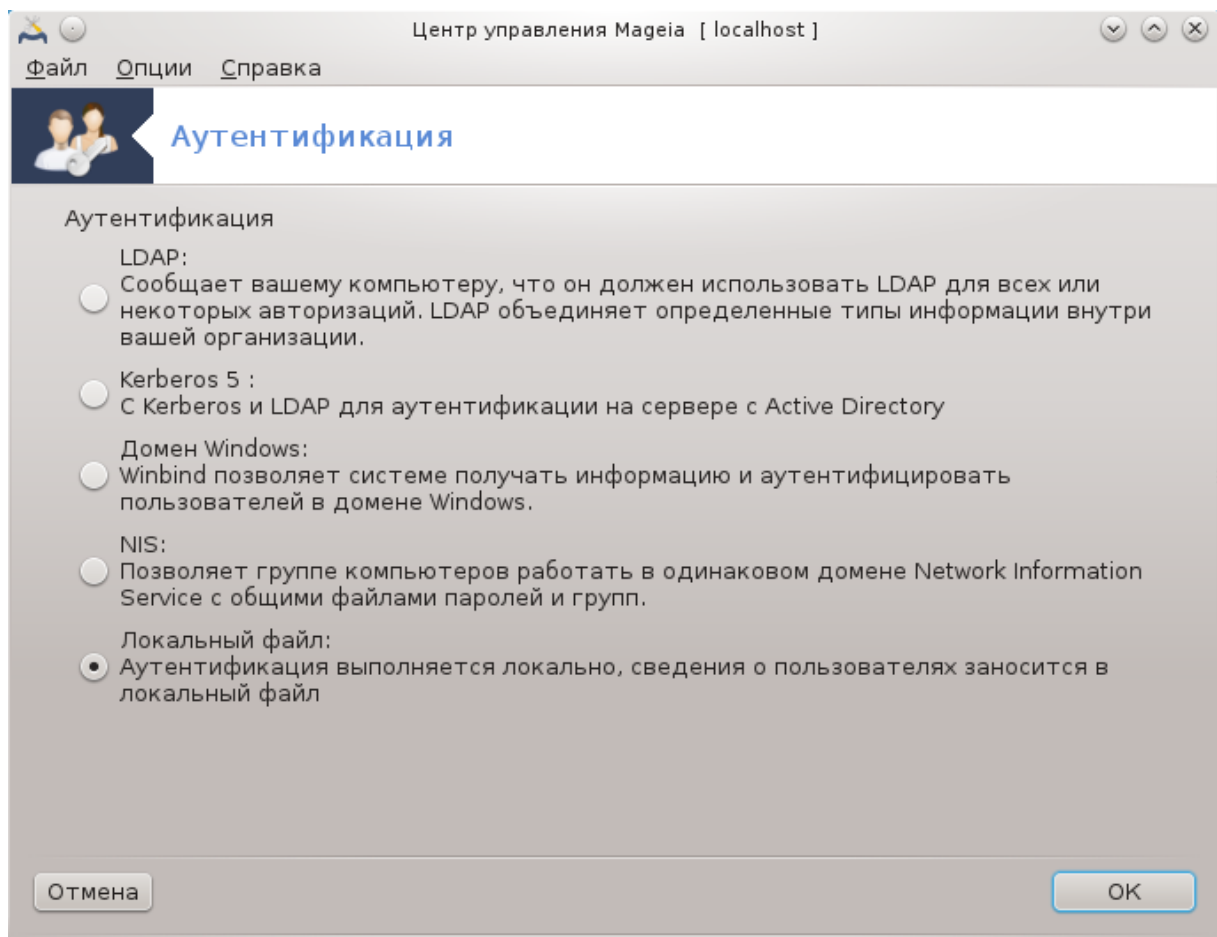 Центр управления Mageia [ localhost ]
Файл Опции Справка
Аутентификация
Аутентификация
LDAP:
Сообщает вашему компьютеру, что он должен использовать LDAP для всех или
некоторых авторизаций. LDAP объединяет определенные типы информации внутри
вашей организации.
Kerberos 5 :
С Kerberos и LDAP для аутентификации на сервере с Active Directory
Домен Windows:
Winbind позволяет системе получать информацию и аутентифицировать
пользователей в домене Windows.
NIS:
Позволяет группе компьютеров работать в одинаковом домене Network Information
Service с общими файлами паролей и групп.
Локальный файл:
Аутентификация выполняется локально, сведения о пользователях заносится в
локальный файл
Отмена OK